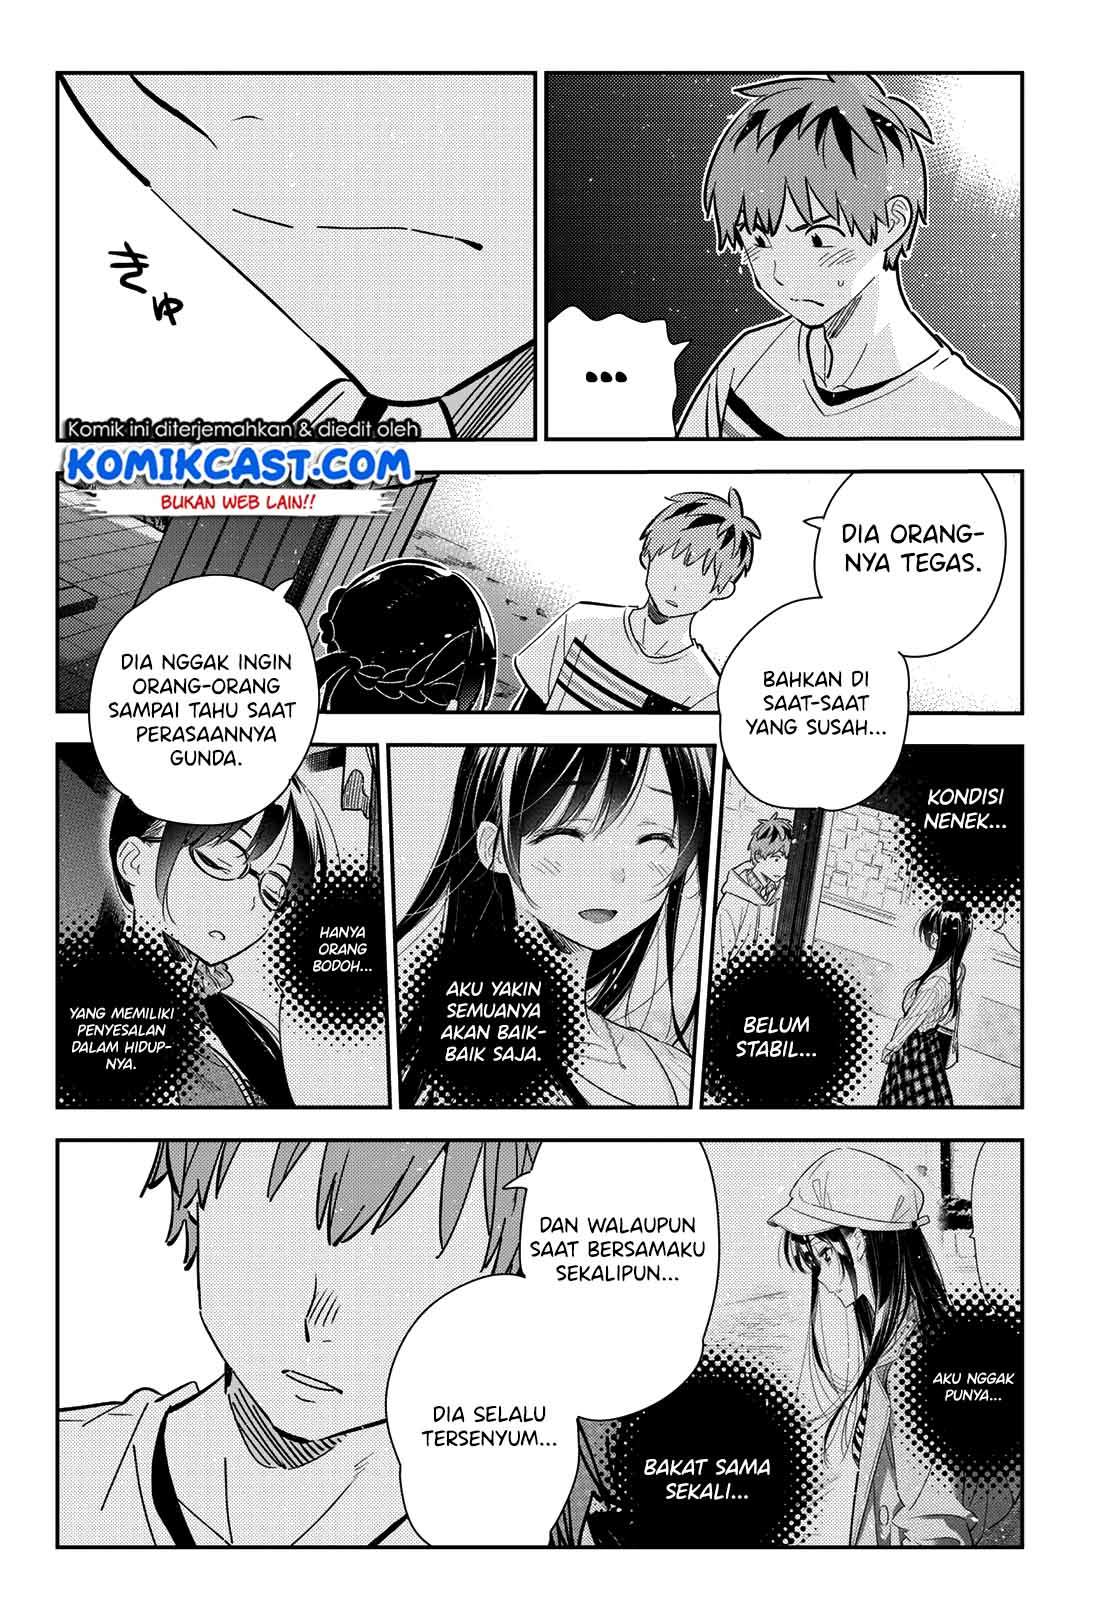 ...
きゅ
Komik ini diterjemahkan & diedit oleh
KOMIKCAST.COM
BUKAN WEB LAIN!!
DIA ORANG-
NYA TEGAS.
BAHKAN DI
SAAT-SAAT
YANG SUSAH...
DIA NGGAK INGIN
ORANG-ORANG
SAMPAI TAHU SAAT
PERASAANNYA
GUNDA.
KONDISI
NENEK...
BELUM
STABIL...
AKU YAKIN
SEMUANYA
AKAN BAIK-
BAIK SAJA.
HANYA
ORANG
BODOH...
YANG MEMILIKI
PENYESALAN
DALAM HIDUP-
NYA.
AKU NGGAK
PUNYA...
BAKAT SAMA
SEKALI...
DAN WALAUPUN
SAAT BERSAMAKU
SEKALIPUN...
DIA SELALU
TERSENYUM...